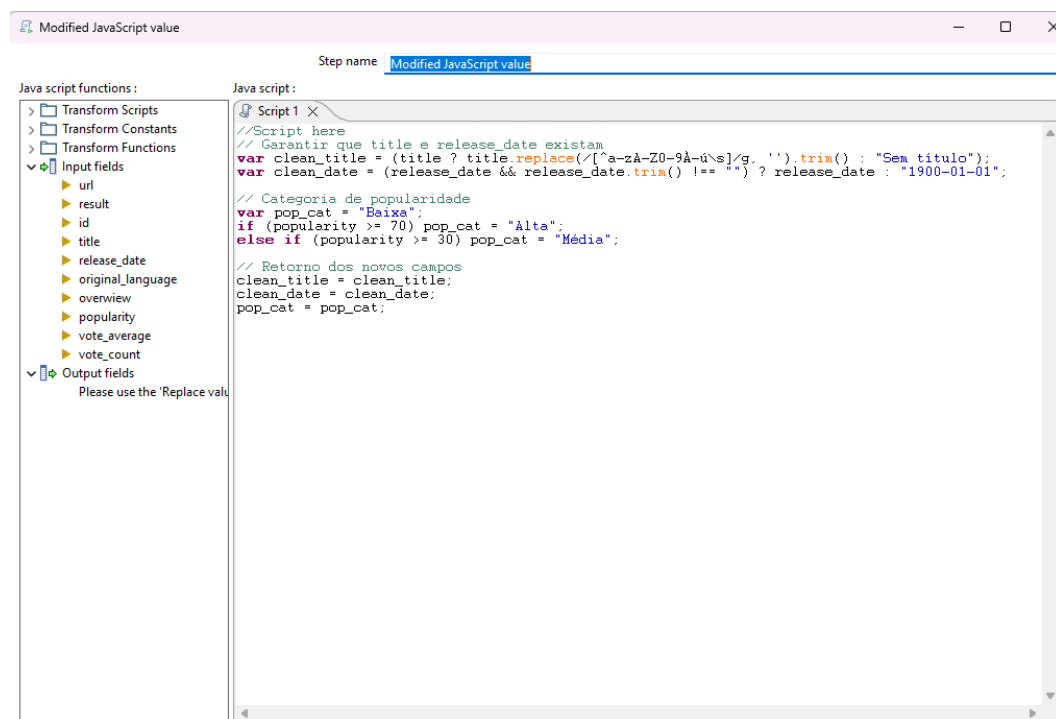 Modified JavaScript value
Step name Modified JavaScript value
Java script functions :
Transform Scripts
Transform Constants
Transform Functions
Input fields
url
result
id
title
release_date
original_language
overwiew
popularity
vote_average
vote_count
Output fields
Please use the 'Replace valu
Java script :
Script 1
//Script here
// Garantir que title e release_date existam
var clean_title = (title ? title.replace(/[^a-zA-Z0-9À-ú\s]/g, '').trim() : "Sem título");
var clean_date = (release_date && release_date.trim() !== "") ? release_date : "1900-01-01";
// Categoria de popularidade
var pop_cat = "Baixa";
if (popularity >= 70) pop_cat = "Alta";
else if (popularity >= 30) pop_cat = "Média";
// Retorno dos novos campos
clean_title = clean_title;
clean_date = clean_date;
pop_cat = pop_cat;